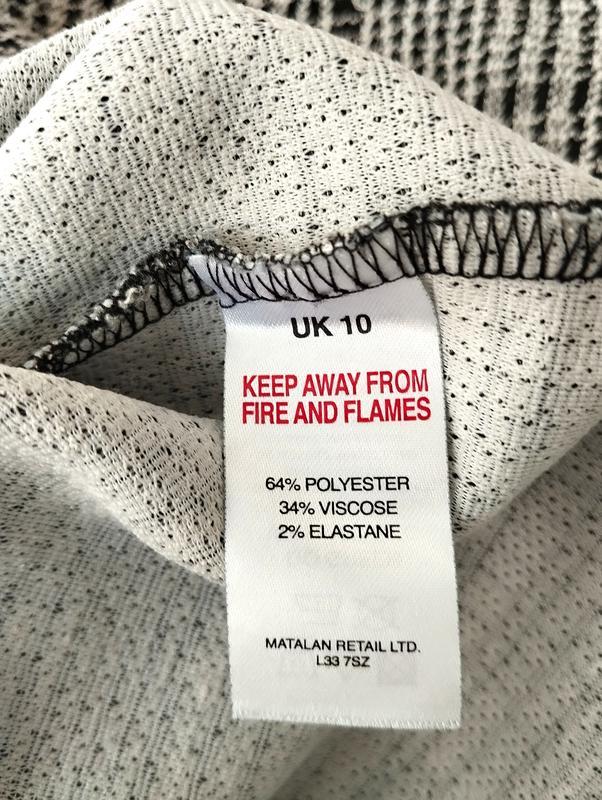 UK 10
KEEP AWAY FROM
FIRE AND FLAMES
64% POLYESTER
34% VISCOSE
2% ELASTANE
MATALAN RETAIL LTD.
L33 7SZ